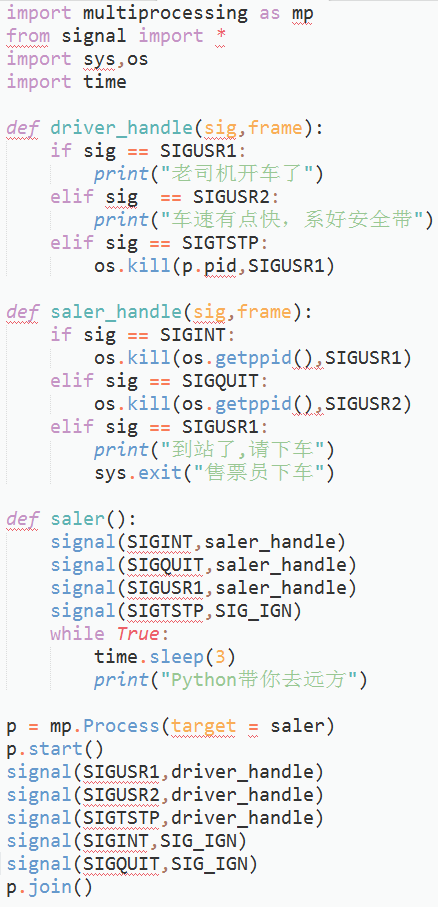 import multiprocessing as mp
from signal import *
import sys,os
import time

def driver_handle(sig,frame):
    if sig == SIGUSR1:
        print("老司机开车了")
    elif sig  == SIGUSR2:
        print("车速有点快，系好安全带")
    elif sig == SIGTSTP:
        os.kill(p.pid,SIGUSR1)

def saler_handle(sig,frame):
    if sig == SIGINT:
        os.kill(os.getppid(),SIGUSR1)
    elif sig == SIGQUIT:
        os.kill(os.getppid(),SIGUSR2)
    elif sig == SIGUSR1:
        print("到站了,请下车")
        sys.exit("售票员下车")

def saler():
    signal(SIGINT,saler_handle)
    signal(SIGQUIT,saler_handle)
    signal(SIGUSR1,saler_handle)
    signal(SIGTSTP,SIG_IGN)
    while True:
        time.sleep(3)
        print("Python带你去远方")

p = mp.Process(target = saler)
p.start()
signal(SIGUSR1,driver_handle)
signal(SIGUSR2,driver_handle)
signal(SIGTSTP,driver_handle)
signal(SIGINT,SIG_IGN)
signal(SIGQUIT,SIG_IGN)
p.join()